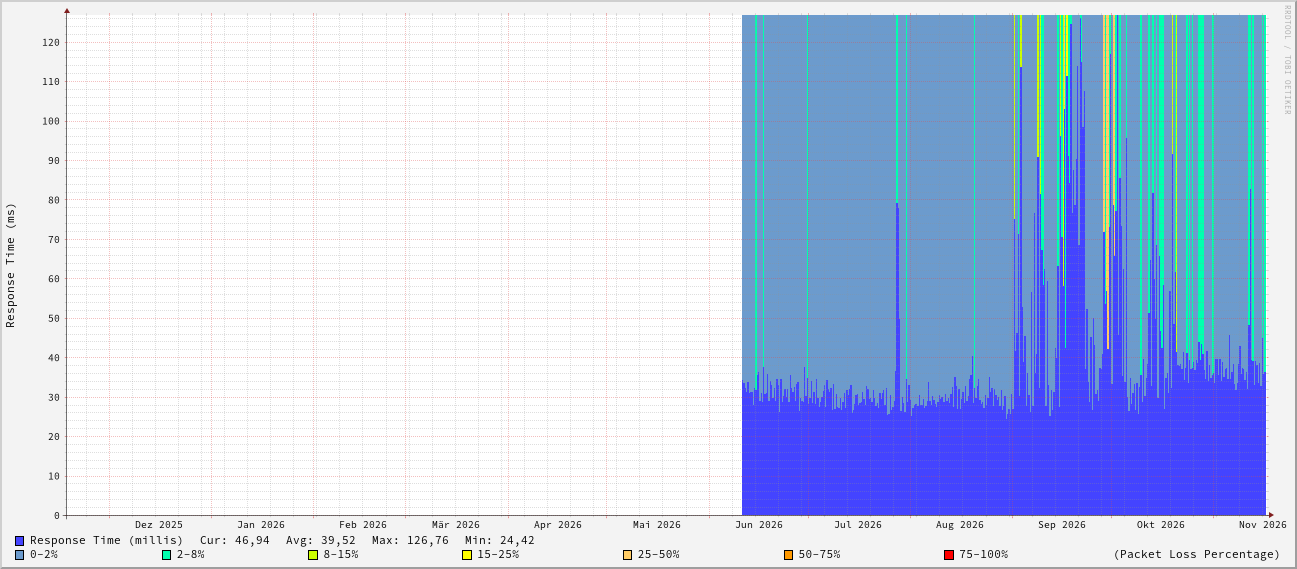 RRDTOOL / TOBI OETIKER
Response Time (ms)
120
110
100
90
80
70
60
50
40
30
20
10
0
Dez 2025 Jan 2026 Feb 2026 Mär 2026 Apr 2026 Mai 2026 Jun 2026 Jul 2026 Aug 2026 Sep 2026 Okt 2026 Nov 2026
Response Time (millis) Cur: 46,94 Avg: 39,52 Max: 126,76 Min: 24,42
0-2% 2-8% 8-15% 15-25% 25-50% 50-75% 75-100% (Packet Loss Percentage)